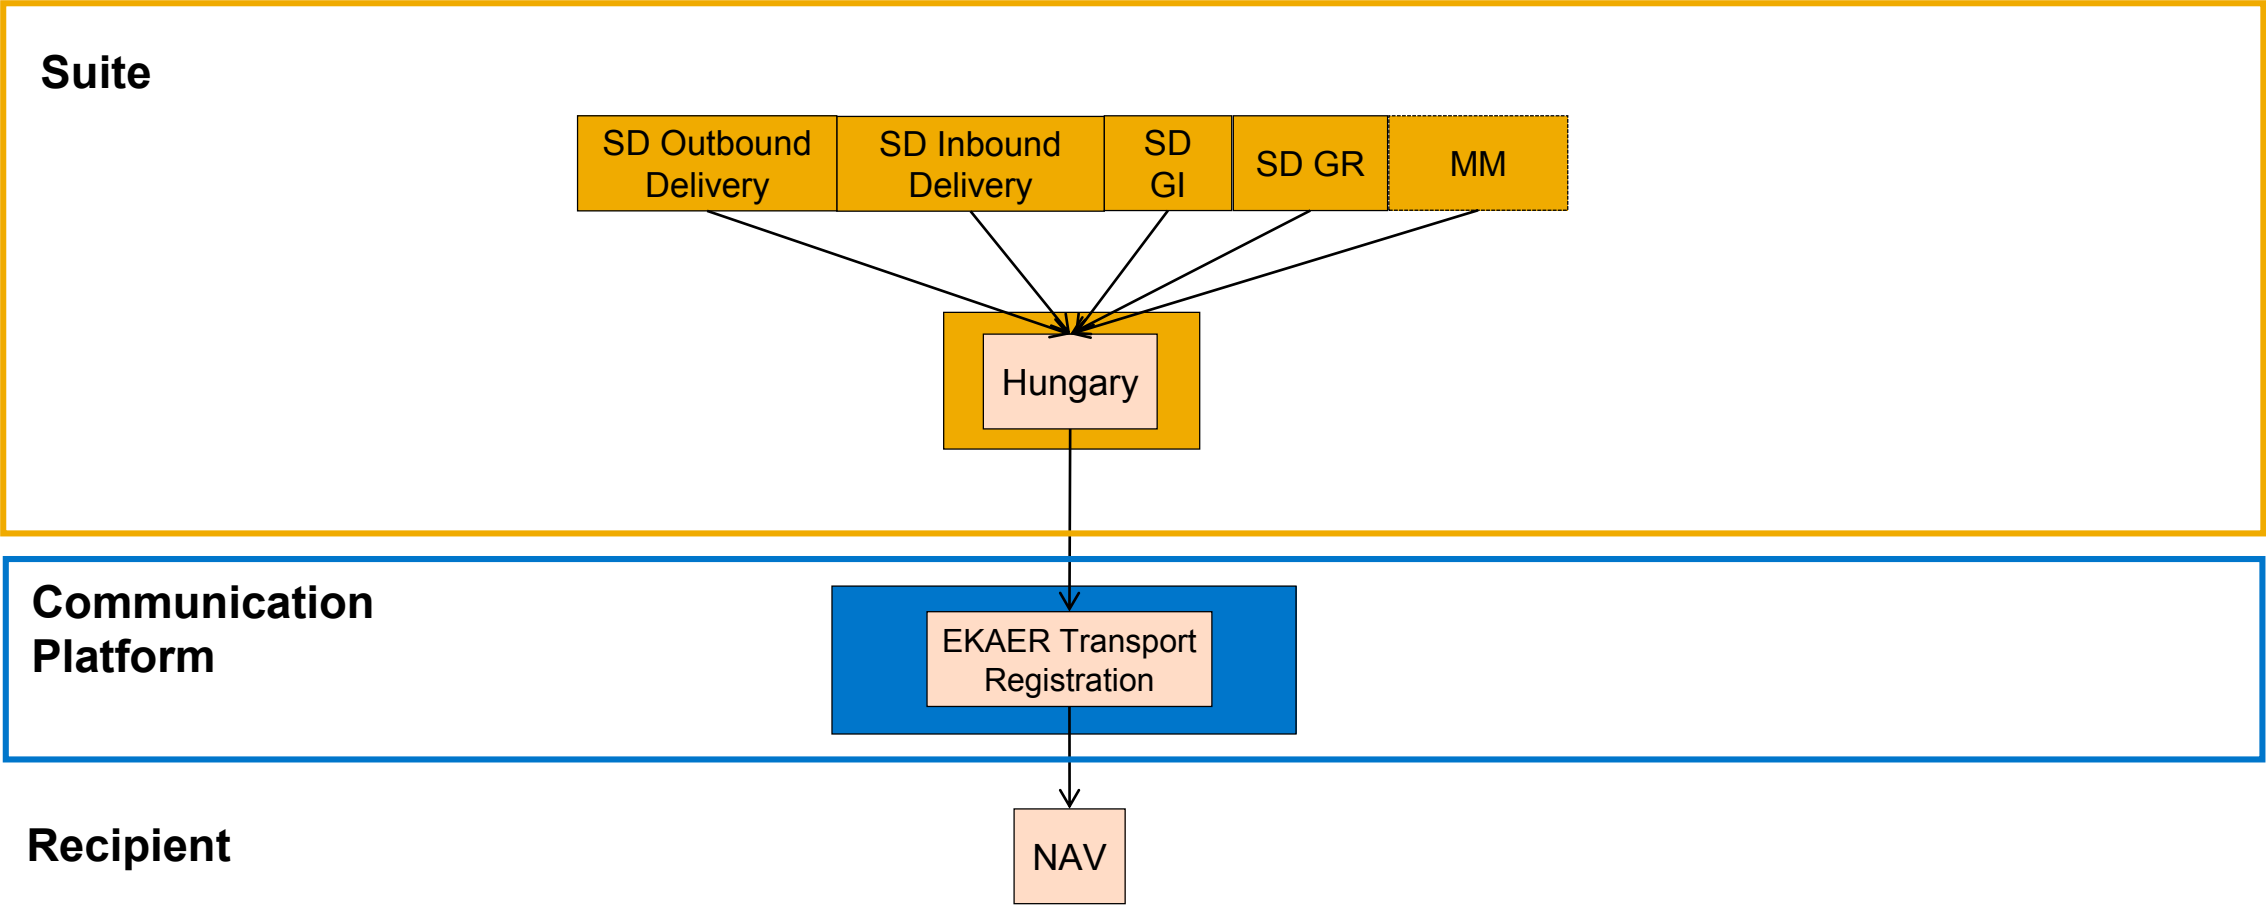 Suite
SD Outbound
Delivery
SD Inbound
Delivery
SD
GI
SD GR
MM
Hungary
Communication
Platform
EKAER Transport
Registration
Recipient
NAV